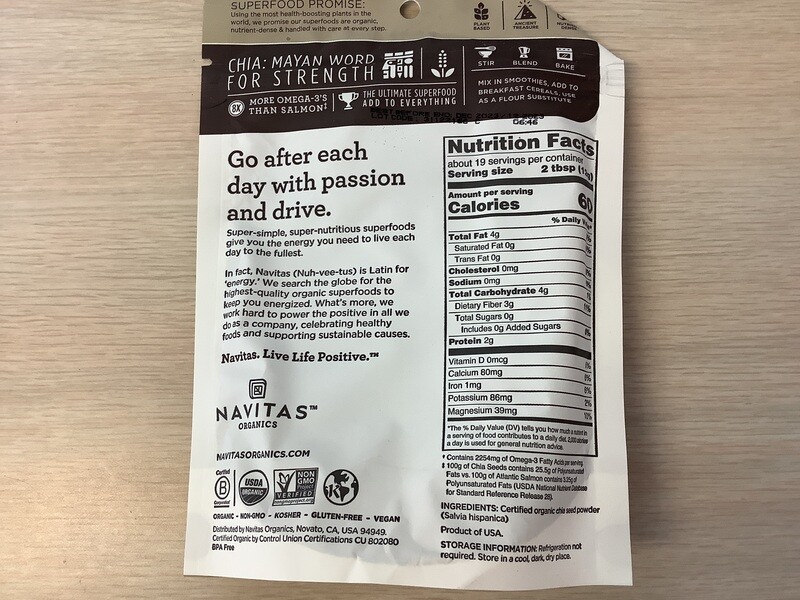 SUPERFOOD PROMISE:
Using the most health-boosting plants in the
world, we promise our superfoods are organic,
nutrient-dense & handled with care at every step.
PLANT
BASED
ANCIENT
TREASURE
CHIA: MAYAN WORD
FOR STRENGTH
8X MORE OMEGA-3'S
THAN SALMON‡
THE ULTIMATE SUPERFOOD
ADD TO EVERYTHING
STIR
BLEND
BAKE
MIX IN SMOOTHIES, ADD TO
BREAKFAST CEREALS, USE
AS A FLOUR SUBSTITUTE
06:46
Go after each
day with passion
and drive.
Super-simple, super-nutritious superfoods
give you the energy you need to live each
day to the fullest.
In fact, Navitas (Nuh-vee-tus) is Latin for
"energy." We search the globe for the
highest-quality organic superfoods to
keep you energized. What's more, we
work hard to power the positive in all we
do as a company, celebrating healthy
foods and supporting sustainable causes.
Navitas. Live Life Positive.™
NAVITAS™
ORGANICS
NAVITASORGANICS.COM
Certified
B
Corporation
USDA
ORGANIC
NON
GMO
Project
VERIFIED
nongmoproject.org
K
ORGANIC - NON-GMO - KOSHER - GLUTEN-FREE - VEGAN
Distributed by Navitas Organics, Novato, CA, USA 94949.
Certified Organic by Control Union Certifications CU 802080
BPA Free
Nutrition Facts
about 19 servings per container
Serving size 2 tbsp
Amount per serving
Calories 60
% Daily
Total Fat 4g
Saturated Fat 0g
Trans Fat 0g
Cholesterol 0mg
Sodium 0mg
Total Carbohydrate 4g
Dietary Fiber 3g
Total Sugars 0g
Includes 0g Added Sugars
Protein 2g
Vitamin D 0mcg
Calcium 80mg
Iron 1mg
Potassium 86mg 2%
Magnesium 39mg 10%
*The % Daily Value (DV) tells you how much a nutrient in
a serving of food contributes to a daily diet. 2,000 calories
a day is used for general nutrition advice.
† Contains 2254mg of Omega-3 Fatty Acids per serving.
‡ 100g of Chia Seeds contains 25.5g of Polyunsaturated
Fats vs. 100g of Atlantic Salmon contains 3.25g of
Polyunsaturated Fats (USDA National Nutrient Database
for Standard Reference Release 28).
INGREDIENTS: Certified organic chia seed powder
(Salvia hispanica)
Product of USA.
STORAGE INFORMATION: Refrigeration not
required. Store in a cool, dark, dry place.